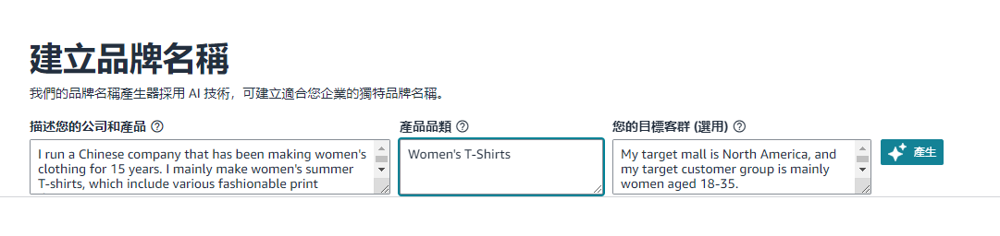 建立品牌名稱
我們的品牌名稱產生器採用 AI 技術，可建立適合您企業的獨特品牌名稱。
描述您的公司和產品
產品品類
您的目標客群 (選用)
I run a Chinese company that has been making women's
clothing for 15 years. I mainly make women's summer
T-shirts, which include various fashionable print
Women's T-Shirts
My target mall is North America, and
my target customer group is mainly
women aged 18-35.
產生